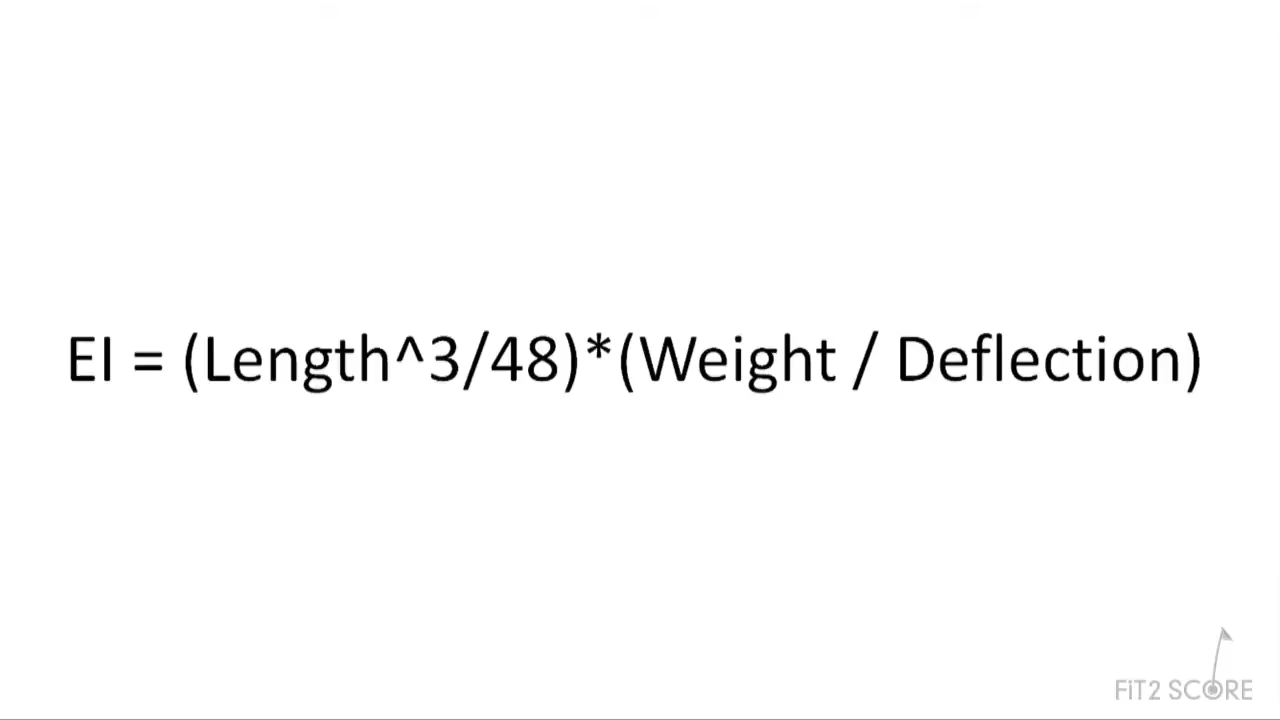 EI = (Length^3/48)*(Weight / Deflection)
FiT2 SCORE